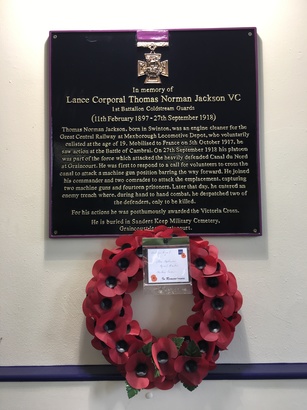 In memory of
Lance Corporal Thomas Norman Jackson VC
1st Battalion Coldstream Guards
(11th February 1897 - 27th September 1918)
Thomas Norman Jackson, born in Swinton, was an engine cleaner for the
Great Central Railway at Mexborough Locomotive Depot, who voluntarily
enlisted at the age of 19. Mobilised to France on 5th October 1917, he
saw action at the Battle of Cambrai. On 27th September 1918 his platoon
was part of the force which attacked the heavily defended Canal du Nord
at Graincourt. He was first to respond to a call for volunteers to cross the
canal to attack a machine gun position barring the way forward. He joined
his commander and two comrades to attack the emplacement, capturing
two machine guns and fourteen prisoners. Later that day, he entered an
enemy trench where, during hand to hand combat, he despatched two of
the defenders, only to be killed.
For his actions he was posthumously awarded the Victoria Cross.
He is buried in Sanders Keep Military Cemetery,